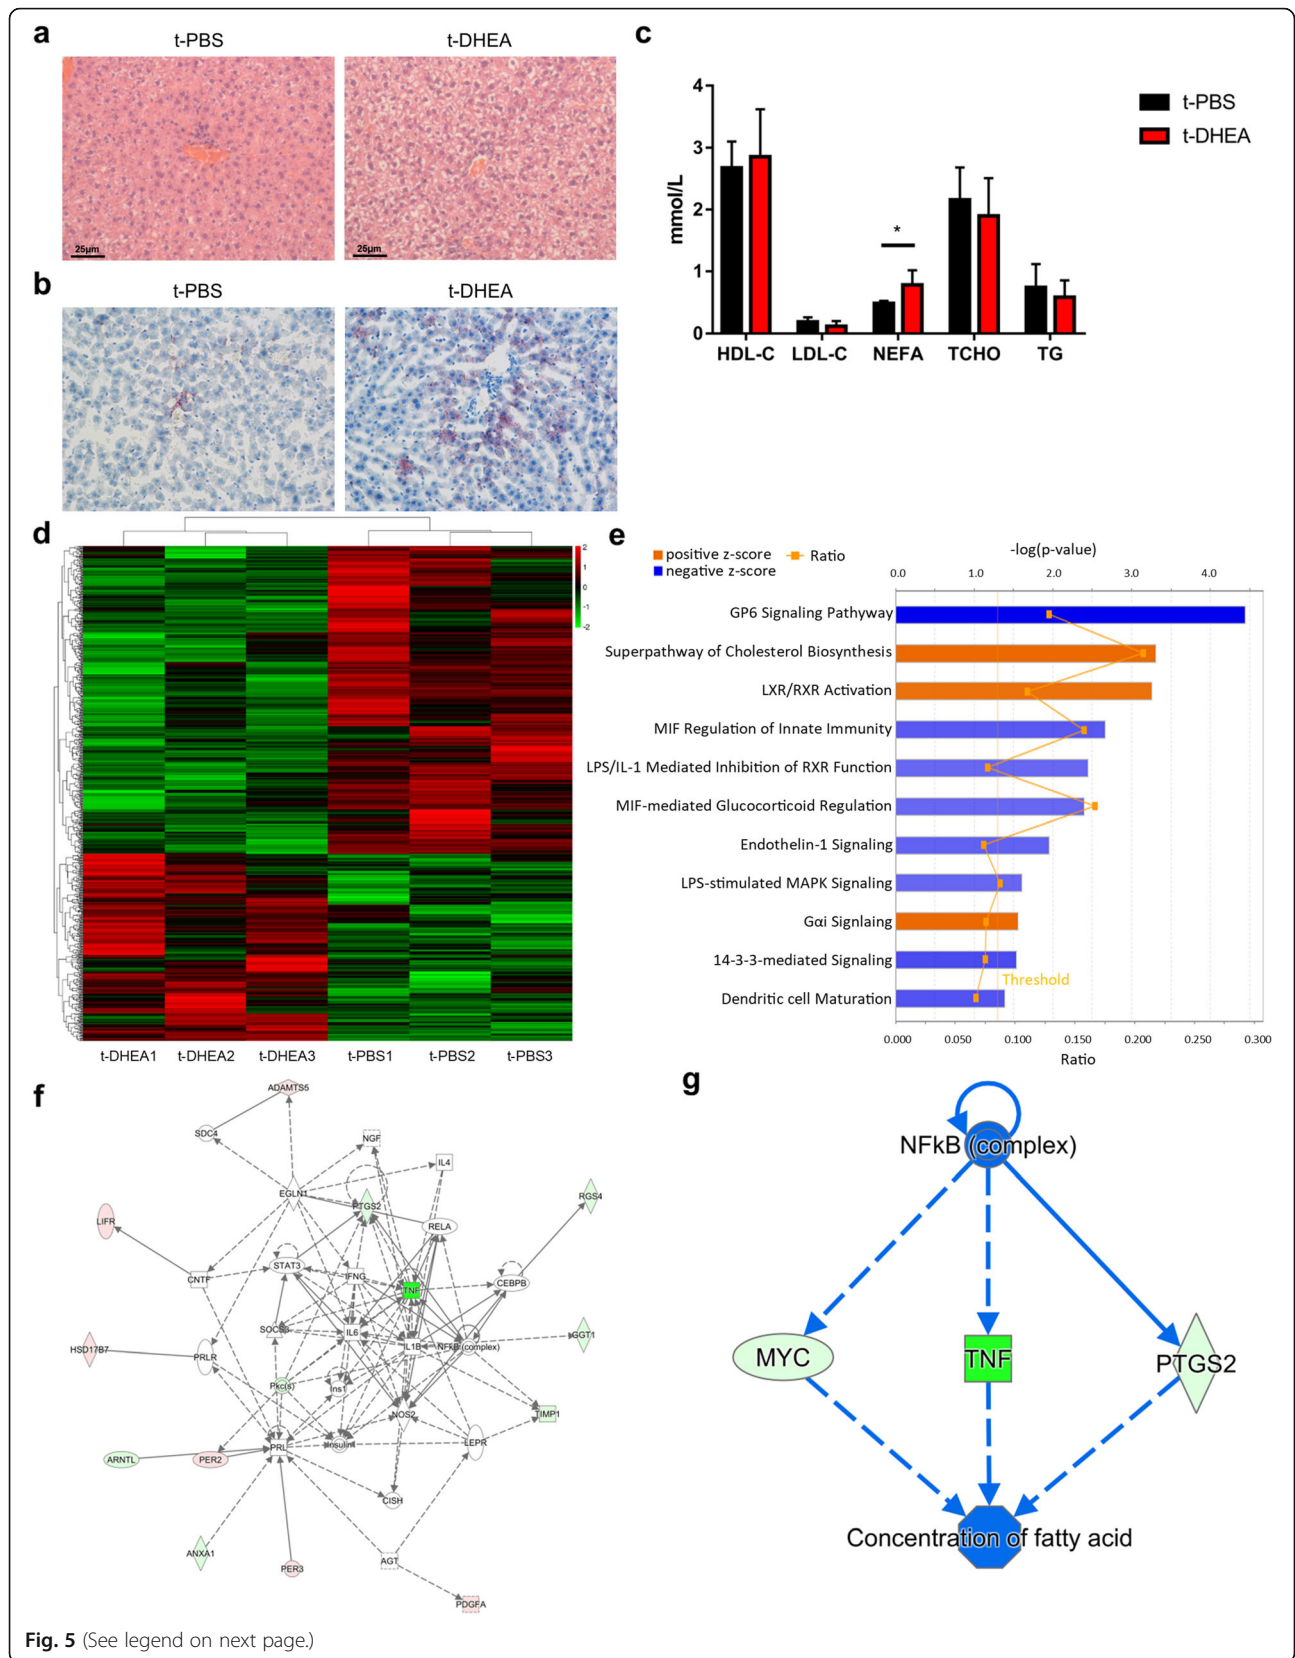 a
t-PBS
t-DHEA
25μm
25μm
b
t-PBS
t-DHEA
c
mmol/L
4
3
2
1
0
*
HDL-C LDL-C NEFA TCHO TG
t-PBS
t-DHEA
d
2
1
0
-1
-2
t-DHEA1 t-DHEA2 t-DHEA3 t-PBS1 t-PBS2 t-PBS3
e
positive z-score Ratio
negative z-score
-log(p-value)
0.0 1.0 2.0 3.0 4.0
GP6 Signaling Pathyway
Superpathway of Cholesterol Biosynthesis
LXR/RXR Activation
MIF Regulation of Innate Immunity
LPS/IL-1 Mediated Inhibition of RXR Function
MIF-mediated Glucocorticoid Regulation
Endothelin-1 Signaling
LPS-stimulated MAPK Signaling
Gαi Signlaing
14-3-3-mediated Signaling
Dendritic cell Maturation
Threshold
0.000 0.050 0.100 0.150 0.200 0.250 0.300
Ratio
f
ADAMTS5
SDC4
NGF
IL4
EGLN1
PTGS2
RGS4
LIFR
RELA
STAT3
IFNG
CNTF
TNF
CEBPB
SOCS3
IL6
IL1B
NFkB (complex)
GGT1
HSD17B7
PRLR
Pkc(s)
Ins1
NOS2
TIMP1
ARNTL
PER2
PRL
Insulin
LEPR
CISH
ANXA1
PER3
AGT
PDGFA
g
NFkB (complex)
MYC
TNF
PTGS2
Concentration of fatty acid
Fig. 5 (See legend on next page.)